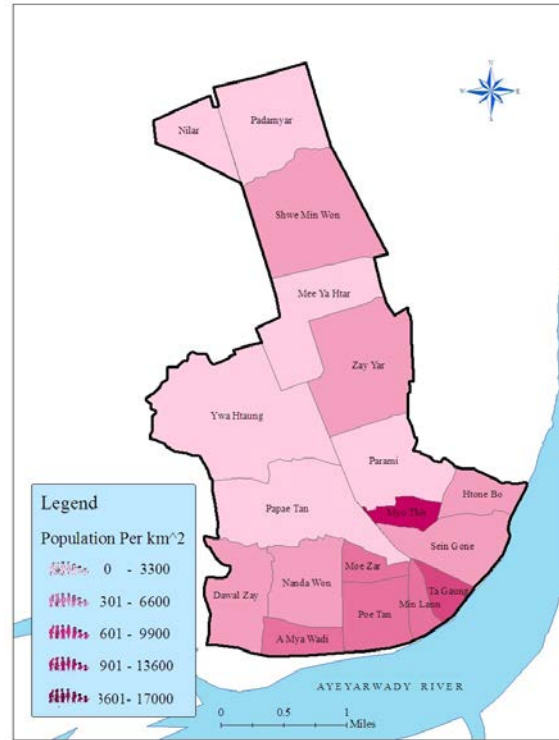 N
W E
S
Nilar
Padamyar
Shwe Min Won
Mee Ya Htar
Zay Yar
Ywa Htaung
Parami
Htone Bo
Papae Tan
Myo Thit
Sein Gone
Moe Zar
Dawal Zay
Nanda Won
Ta Gaung
Min Lann
Poe Tan
A Mya Wadi
Legend
Population Per km^2
0 - 3300
301 - 6600
601 - 9900
901 - 13600
3601 - 17000
AYEYARWADY RIVER
0 0.5 1
Miles